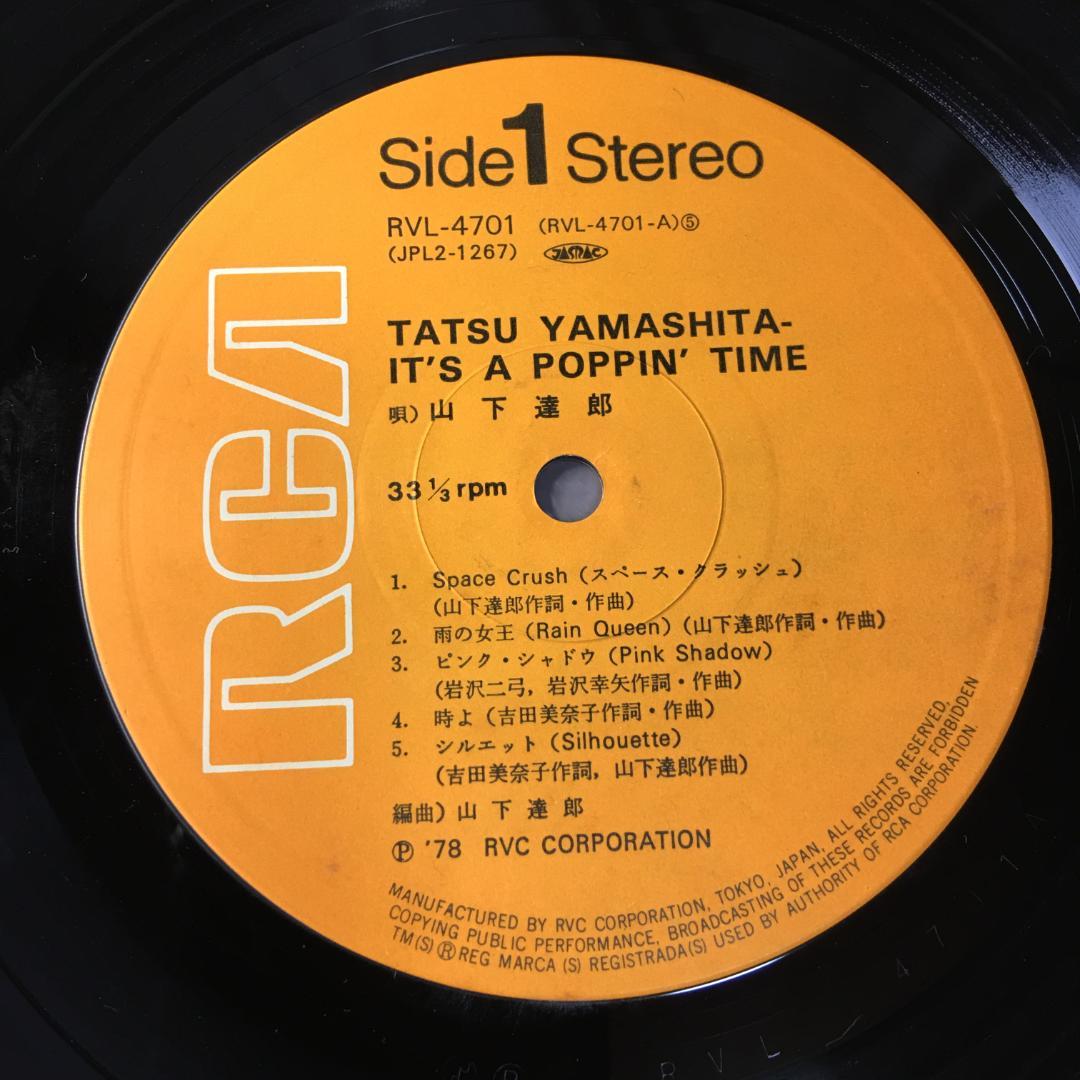 Side 1 Stereo
RVL-4701 (RVL-4701-A)⑤
(JPL2-1267) JASRAC
RCA
TATSU YAMASHITA-
IT'S A POPPIN' TIME
唄) 山下達郎
33 1/3 rpm
1. Space Crush (スペース・クラッシュ)
(山下達郎作詞・作曲)
2. 雨の女王 (Rain Queen) (山下達郎作詞・作曲)
3. ピンク・シャドウ (Pink Shadow)
(岩沢二弓, 岩沢幸矢作詞・作曲)
4. 時よ (吉田美奈子作詞・作曲)
5. シルエット (Silhouette)
(吉田美奈子作詞, 山下達郎作曲)
編曲) 山下達郎
Ⓟ '78 RVC CORPORATION
MANUFACTURED BY RVC CORPORATION, TOKYO, JAPAN, ALL RIGHTS RESERVED,
COPYING PUBLIC PERFORMANCE, BROADCASTING OF THESE RECORDS ARE FORBIDDEN
TM(S) ® REG MARCA (S) REGISTRADA(S) USED BY AUTHORITY OF RCA CORPORATION.